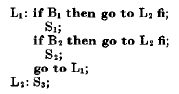 L₁: if B₁ then go to L₂ fi;
S₁;
if B₂ then go to L₂ fi;
S₂;
go to L₁;
L₂: S₃;